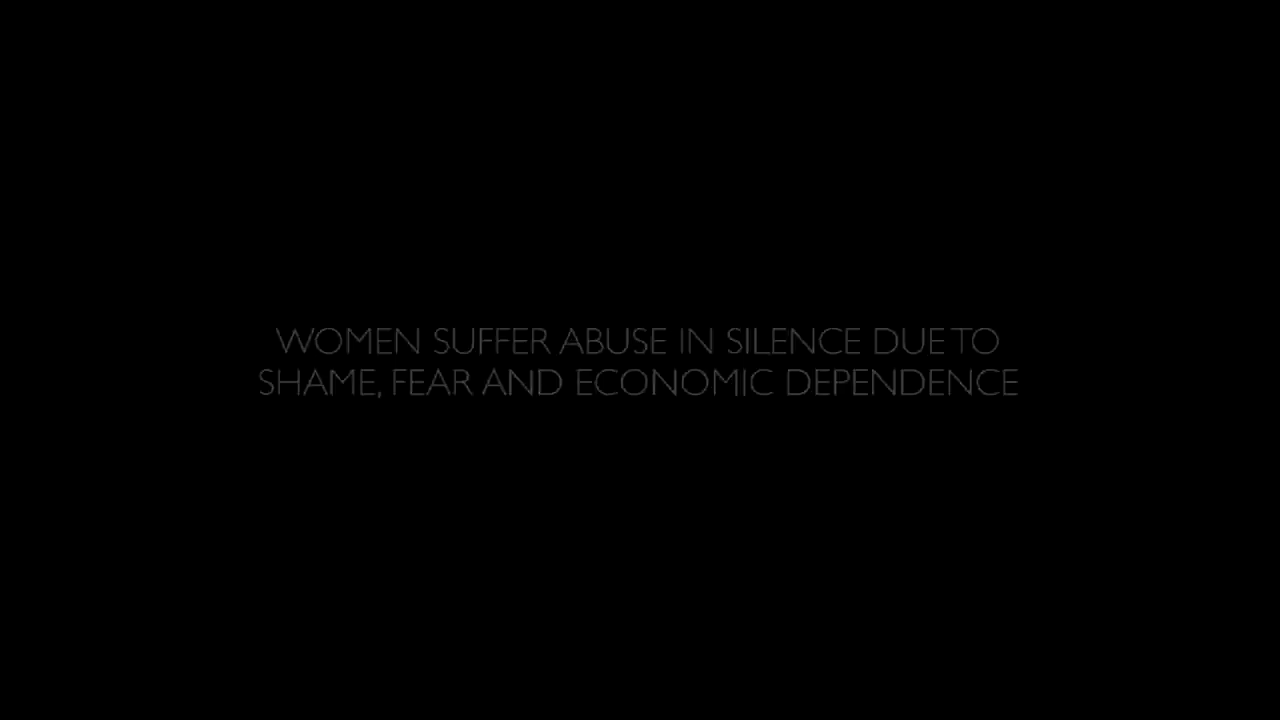 WOMEN SUFFER ABUSE IN SILENCE DUE TO
SHAME, FEAR AND ECONOMIC DEPENDENCE